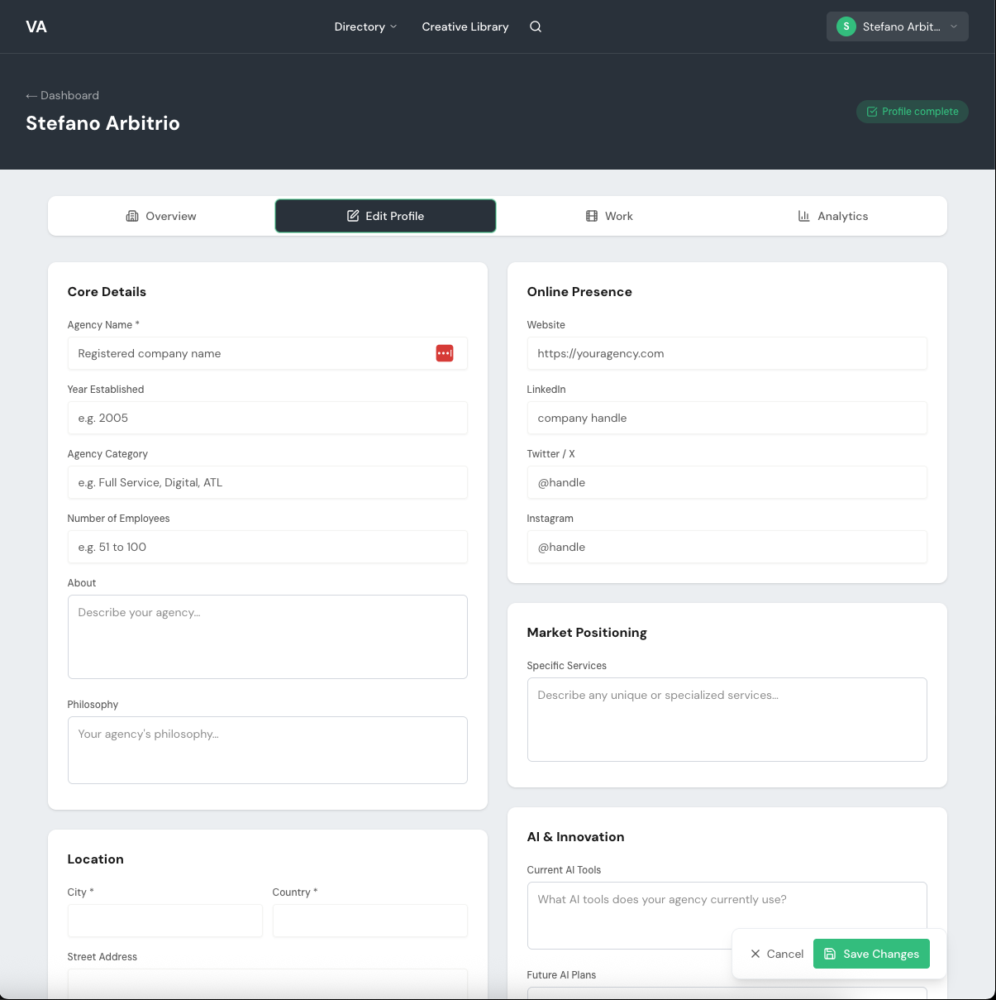 VA
Directory
Creative Library
S
Stefano Arbit...
← Dashboard
Stefano Arbitrio
Profile complete
Overview
Edit Profile
Work
Analytics
Core Details
Agency Name *
Registered company name
Year Established
e.g. 2005
Agency Category
e.g. Full Service, Digital, ATL
Number of Employees
e.g. 51 to 100
About
Describe your agency...
Philosophy
Your agency's philosophy...
Location
City *
Country *
Street Address
Online Presence
Website
https://youragency.com
LinkedIn
company handle
Twitter / X
@handle
Instagram
@handle
Market Positioning
Specific Services
Describe any unique or specialized services...
AI & Innovation
Current AI Tools
What AI tools does your agency currently use?
Future AI Plans
Cancel
Save Changes